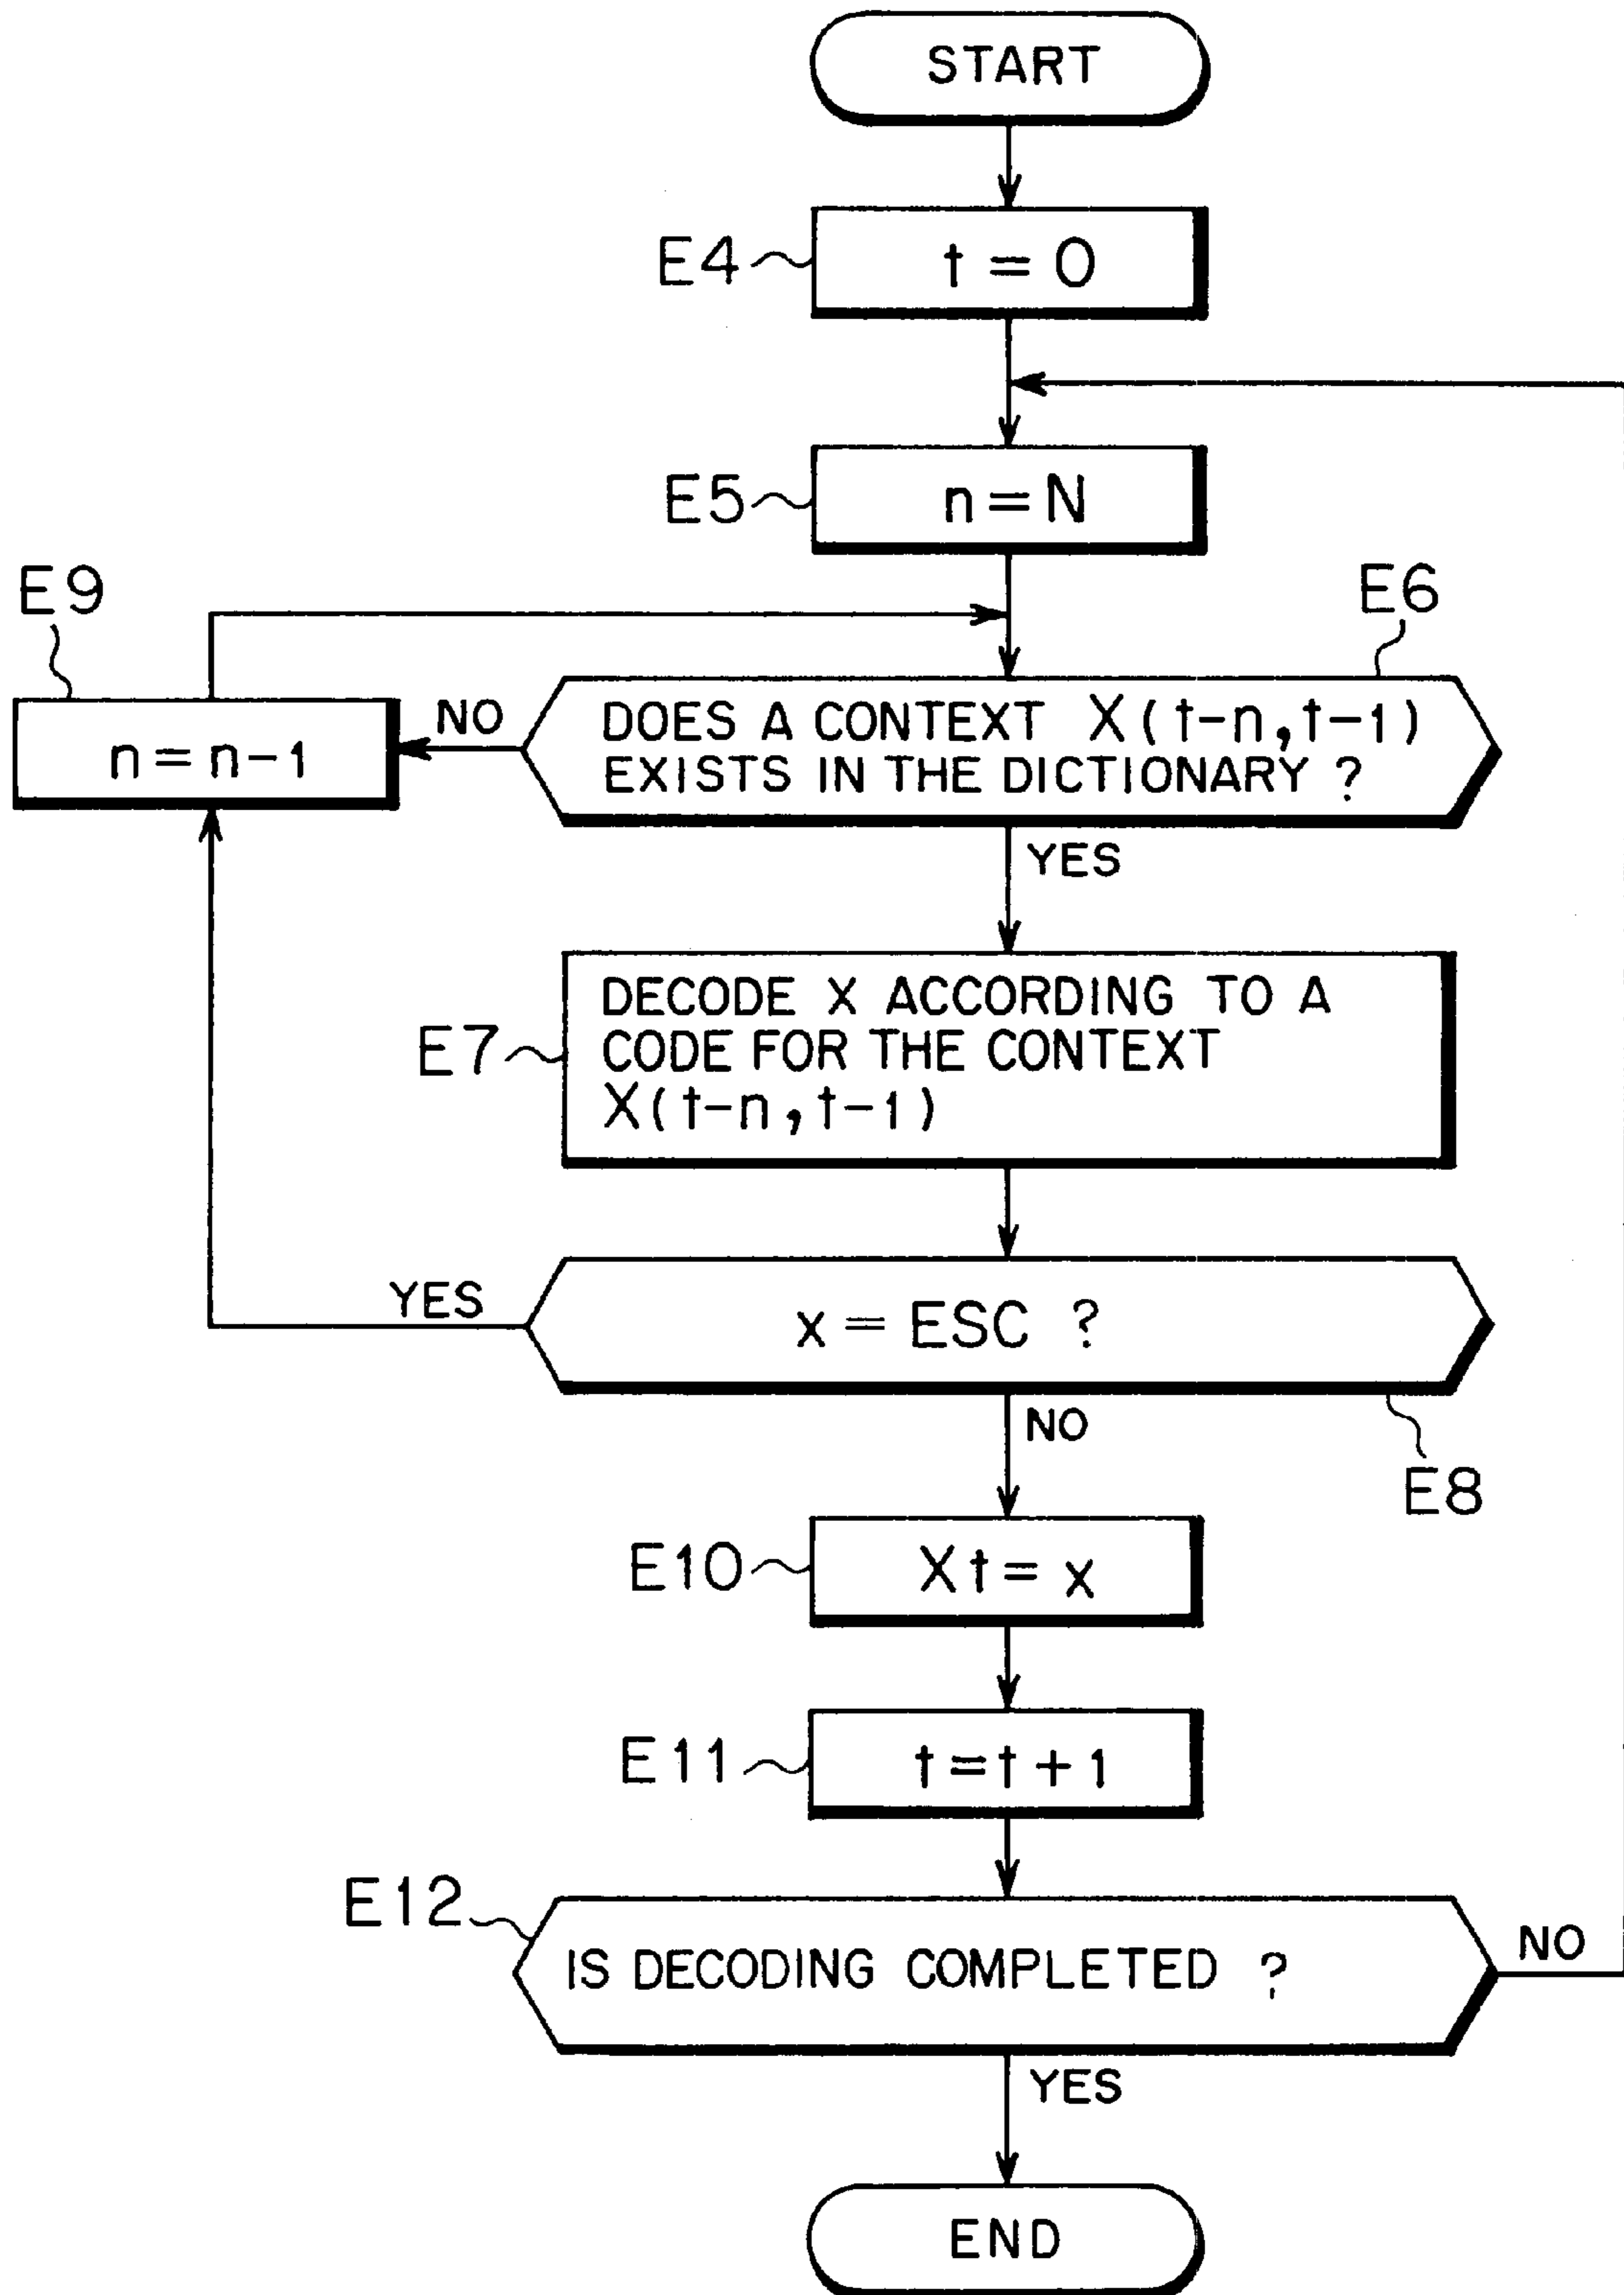 START
E4
t = 0
E5
n = N
E9
E6
n = n-1
NO
DOES A CONTEXT X(t-n,t-1)
EXISTS IN THE DICTIONARY ?
YES
E7
DECODE X ACCORDING TO A
CODE FOR THE CONTEXT
X(t-n,t-1)
YES
x = ESC ?
NO
E8
E10
Xt = x
E11
t = t + 1
E12
IS DECODING COMPLETED ?
NO
YES
END